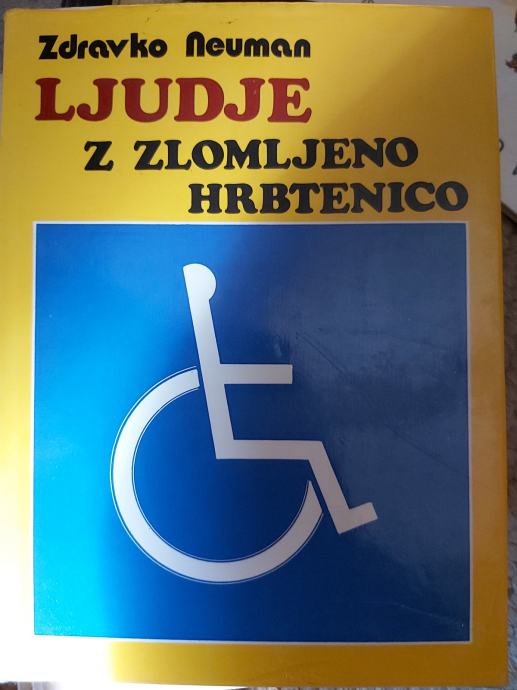 Zdravko Neuman
LJUDJE
Z ZLOMLJENO
HRBTENICO